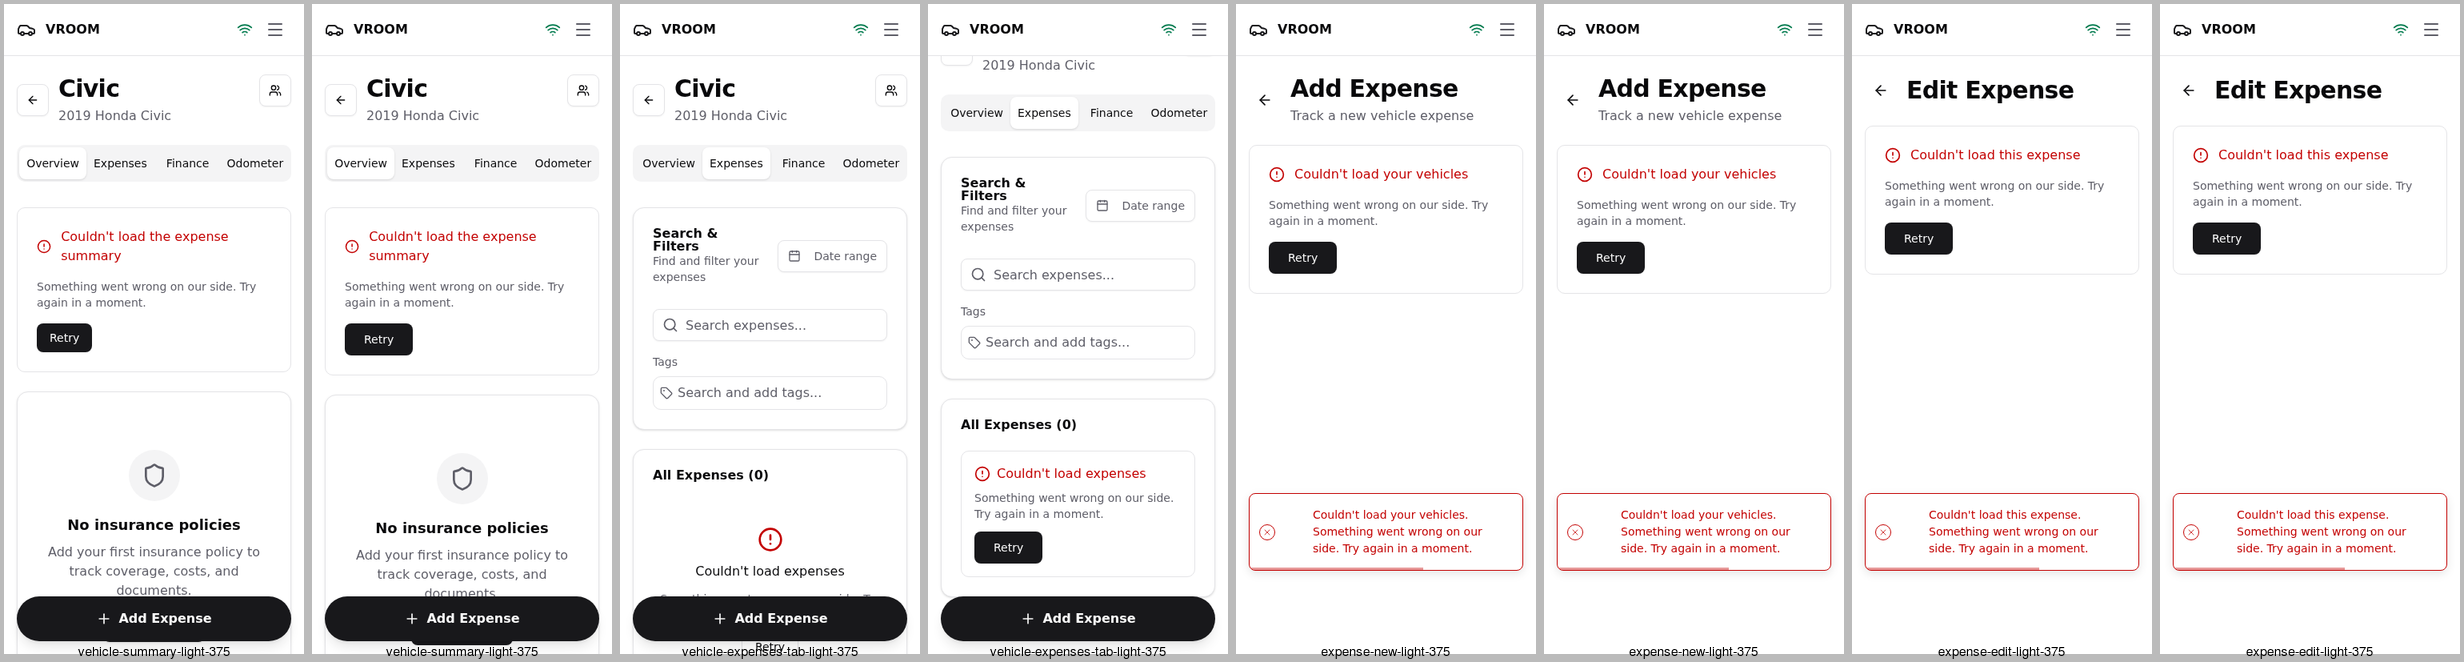 VROOM
Civic
2019 Honda Civic
Overview Expenses Finance Odometer
Couldn't load the expense
summary
Something went wrong on our side. Try
again in a moment.
Retry
No insurance policies
Add your first insurance policy to
track coverage, costs, and
documents.
+ Add Expense
vehicle-summary-light-375
VROOM
Civic
2019 Honda Civic
Overview Expenses Finance Odometer
Couldn't load the expense
summary
Something went wrong on our side. Try
again in a moment.
Retry
No insurance policies
Add your first insurance policy to
track coverage, costs, and
documents.
+ Add Expense
vehicle-summary-light-375
VROOM
Civic
2019 Honda Civic
Overview Expenses Finance Odometer
Search &
Filters
Find and filter your
expenses
Date range
Search expenses...
Tags
Search and add tags...
All Expenses (0)
Couldn't load expenses
+ Add Expense
Retry
vehicle-expenses-tab-light-375
VROOM
2019 Honda Civic
Overview Expenses Finance Odometer
Search &
Filters
Find and filter your
expenses
Date range
Search expenses...
Tags
Search and add tags...
All Expenses (0)
Couldn't load expenses
Something went wrong on our side.
Try again in a moment.
Retry
+ Add Expense
vehicle-expenses-tab-light-375
VROOM
Add Expense
Track a new vehicle expense
Couldn't load your vehicles
Something went wrong on our side. Try
again in a moment.
Retry
Couldn't load your vehicles.
Something went wrong on our
side. Try again in a moment.
expense-new-light-375
VROOM
Add Expense
Track a new vehicle expense
Couldn't load your vehicles
Something went wrong on our side. Try
again in a moment.
Retry
Couldn't load your vehicles.
Something went wrong on our
side. Try again in a moment.
expense-new-light-375
VROOM
Edit Expense
Couldn't load this expense
Something went wrong on our side. Try
again in a moment.
Retry
Couldn't load this expense.
Something went wrong on our
side. Try again in a moment.
expense-edit-light-375
VROOM
Edit Expense
Couldn't load this expense
Something went wrong on our side. Try
again in a moment.
Retry
Couldn't load this expense.
Something went wrong on our
side. Try again in a moment.
expense-edit-light-375